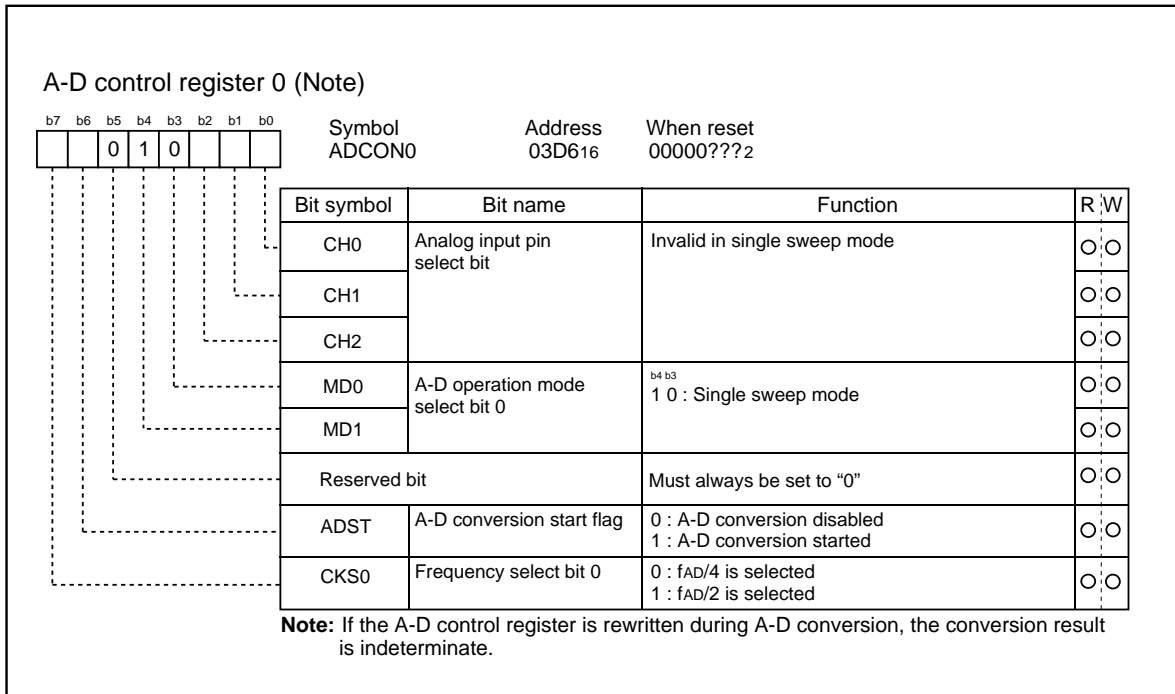 A-D control register 0 (Note)
b7 b6 b5 b4 b3 b2 b1 b0
0 1 0
Symbol Address When reset
ADCON0 03D616 00000???2
Bit symbol Bit name Function R W
CH0 Analog input pin select bit Invalid in single sweep mode
CH1
CH2
MD0 A-D operation mode select bit 0 b4 b3
1 0 : Single sweep mode
MD1
Reserved bit Must always be set to “0”
ADST A-D conversion start flag 0 : A-D conversion disabled
1 : A-D conversion started
CKS0 Frequency select bit 0 0 : fAD/4 is selected
1 : fAD/2 is selected
Note: If the A-D control register is rewritten during A-D conversion, the conversion result
is indeterminate.